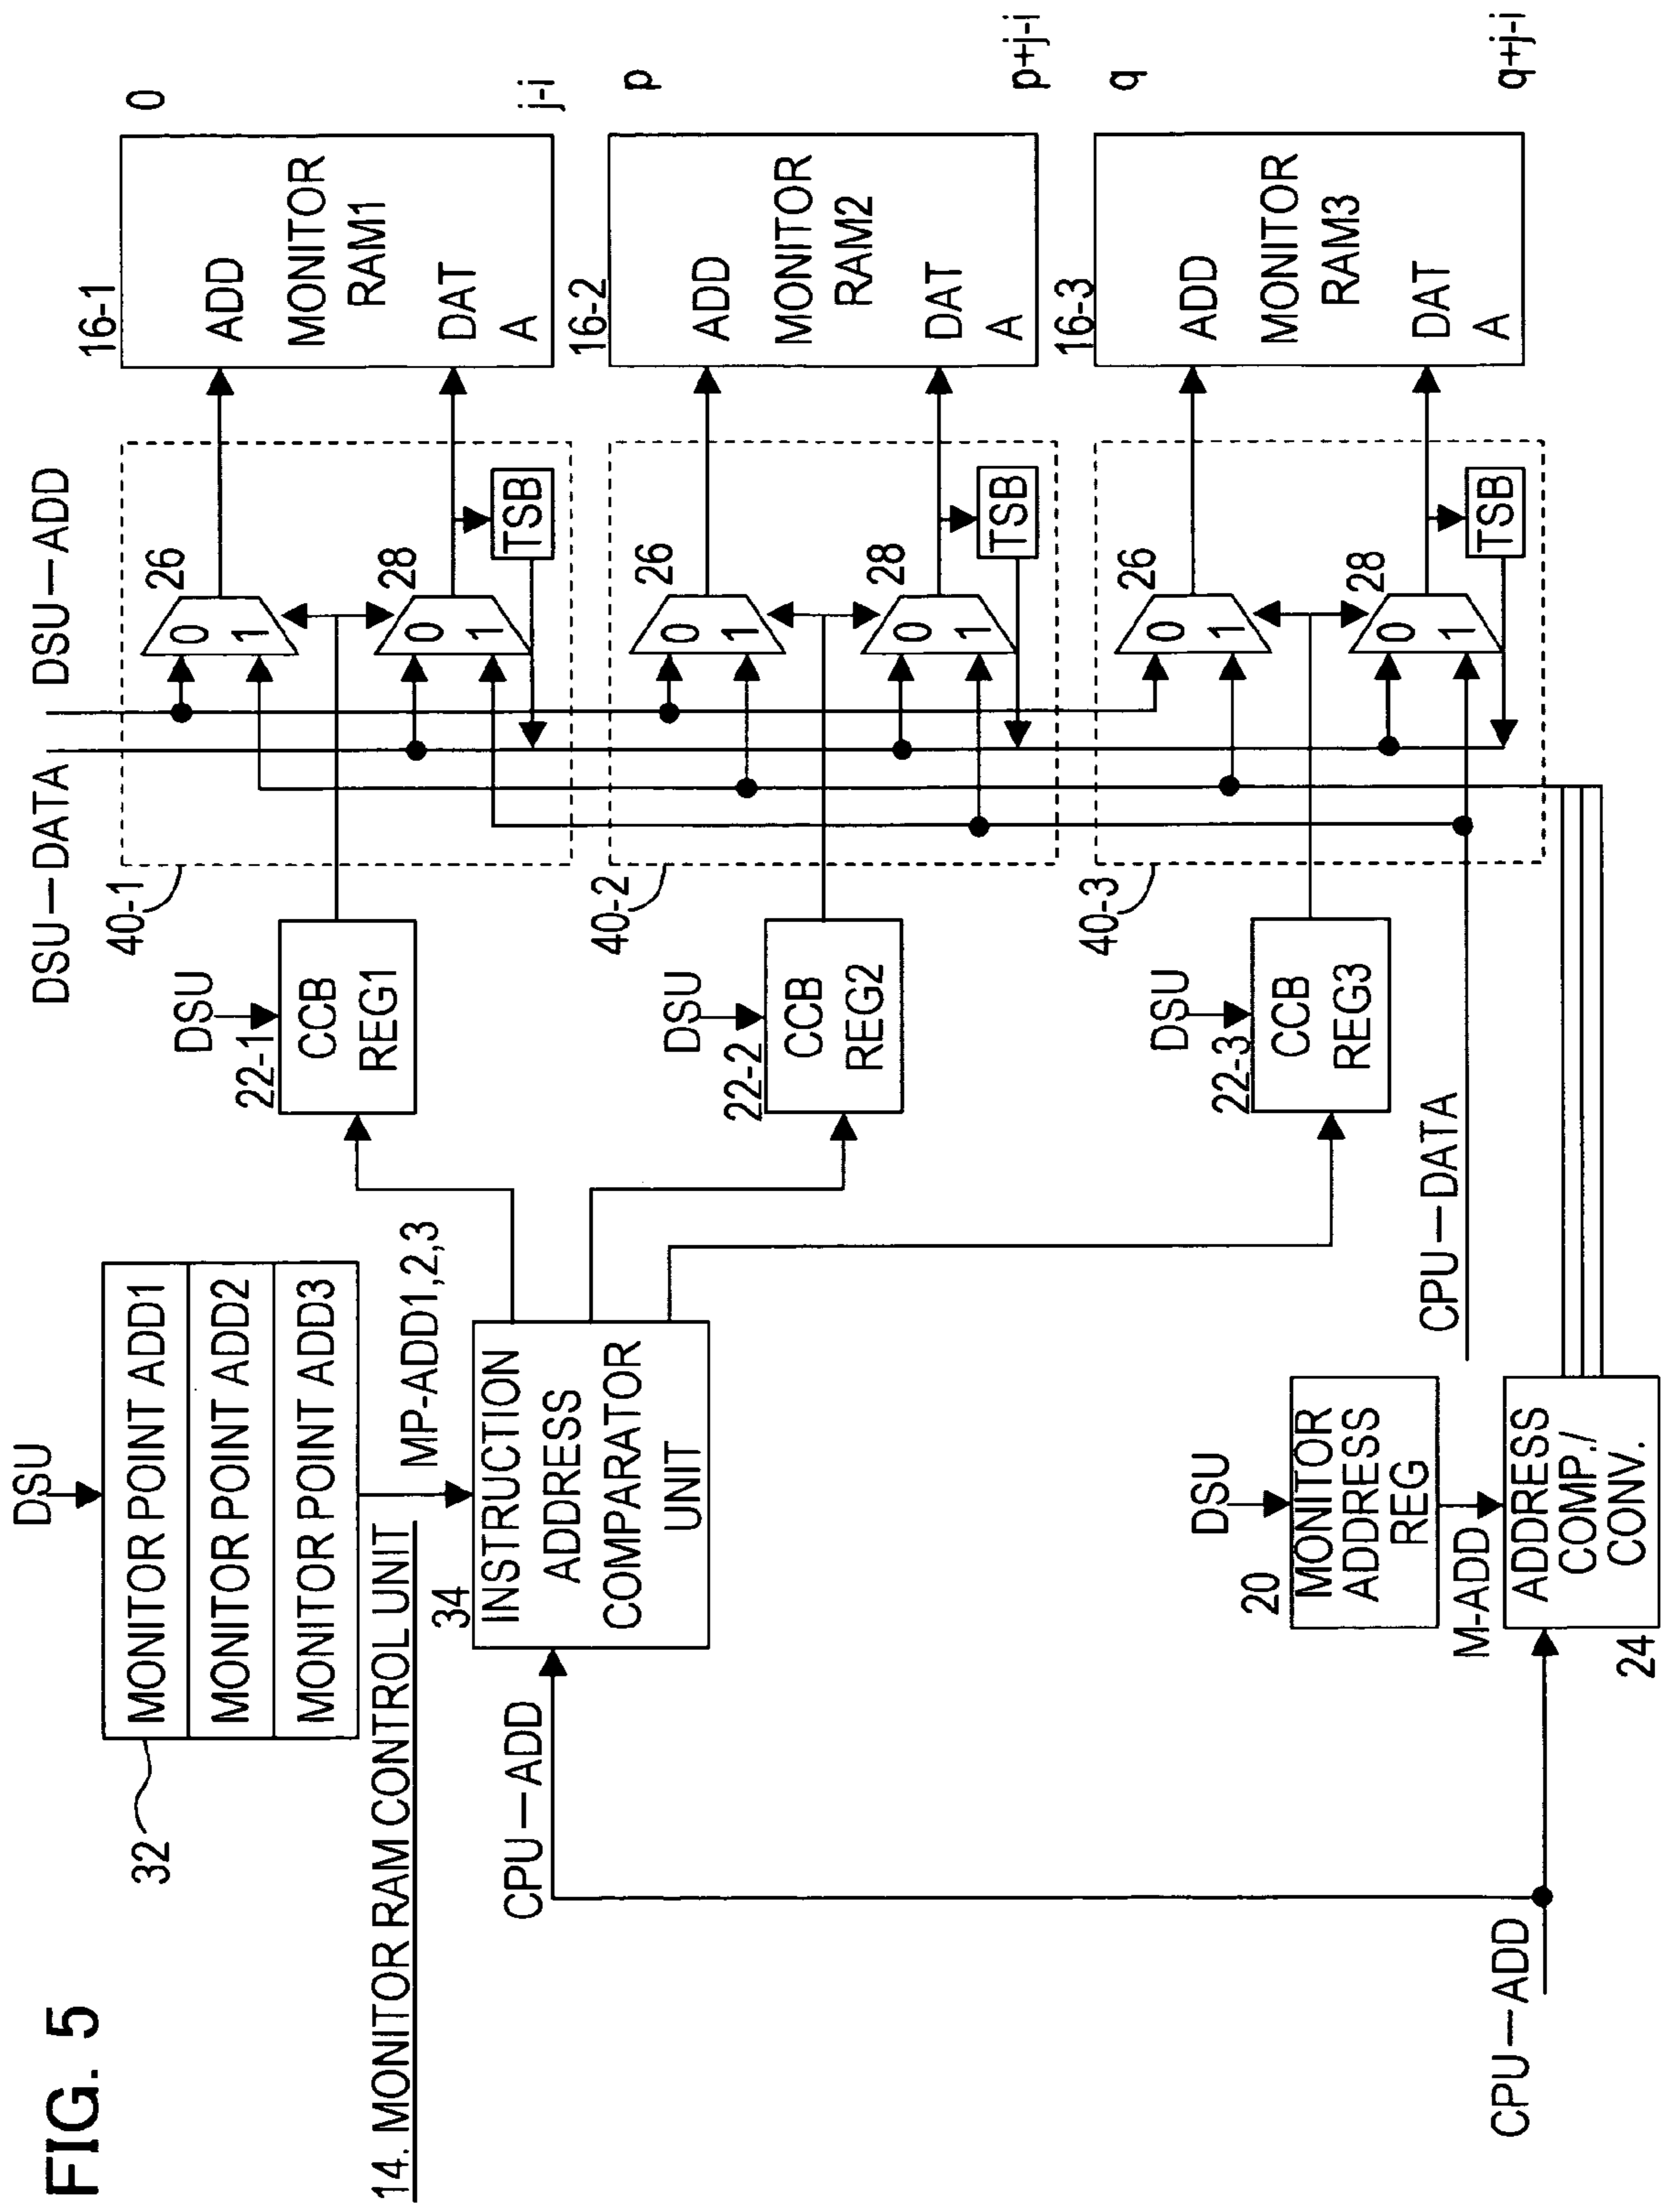 FIG. 5
14. MONITOR RAM CONTROL UNIT
DSU
32
MONITOR POINT ADD1
MONITOR POINT ADD2
MONITOR POINT ADD3
MP-ADD1,2,3
34
INSTRUCTION
ADDRESS
COMPARATOR
UNIT
CPU—ADD
CPU—ADD
DSU
20
MONITOR
ADDRESS
REG
M-ADD
ADDRESS
COMP./
CONV.
24
CPU—DATA
DSU—DATA
DSU—ADD
DSU
22-1
CCB
REG1
40-1
26
0
1
28
0
1
TSB
16-1
ADD
MONITOR
RAM1
DAT
A
0
j-i
DSU
22-2
CCB
REG2
40-2
26
0
1
28
0
1
TSB
16-2
ADD
MONITOR
RAM2
DAT
A
p
p+j-i
DSU
22-3
CCB
REG3
40-3
26
0
1
28
0
1
TSB
16-3
ADD
MONITOR
RAM3
DAT
A
q
q+j-i